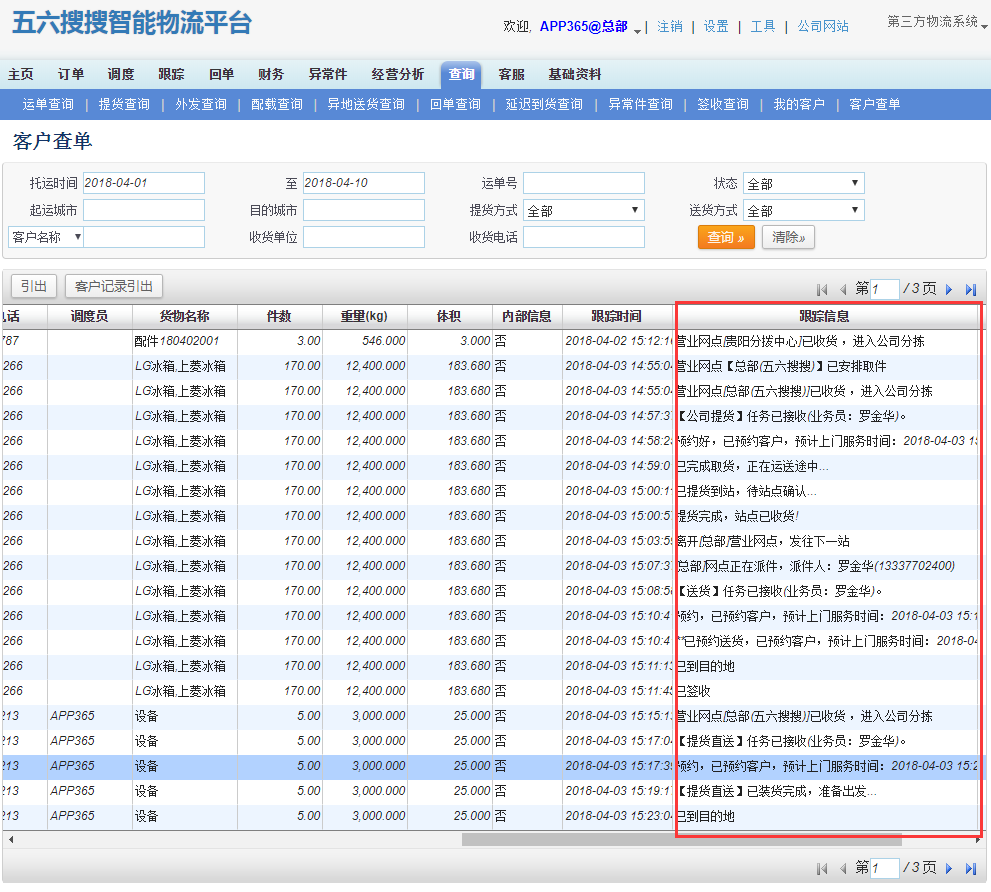 五六搜搜智能物流平台
欢迎, APP365@总部 | 注销 | 设置 | 工具 | 公司网站 第三方物流系统
主页 订单 调度 跟踪 回单 财务 异常件 经营分析 查询 客服 基础资料
运单查询 | 提货查询 | 外发查询 | 配载查询 | 异地送货查询 | 回单查询 | 延迟到货查询 | 异常件查询 | 签收查询 | 我的客户 | 客户查单
客户查单
托运时间 2018-04-01 至 2018-04-10 运单号 状态 全部
起运城市 目的城市 提货方式 全部 送货方式 全部
客户名称 收货单位 收货电话 查询 » 清除»
引出 客户记录引出 第 1 / 3 页
话 调度员 货物名称 件数 重量(kg) 体积 内部信息 跟踪时间 跟踪信息
787 配件180402001 3.00 546.000 3.000 否 2018-04-02 15:12:1 营业网点/惠阳分拨中心/已收货，进入公司分拣
266 LG冰箱,上菱冰箱 170.00 12,400.000 183.680 否 2018-04-03 14:55:0 营业网点【总部(五六搜搜)】已安排取件
266 LG冰箱,上菱冰箱 170.00 12,400.000 183.680 否 2018-04-03 14:55:0 营业网点/总部(五六搜搜)/已收货，进入公司分拣
266 LG冰箱,上菱冰箱 170.00 12,400.000 183.680 否 2018-04-03 14:57:3 【公司提货】任务已接收(业务员：罗金华)。
266 LG冰箱,上菱冰箱 170.00 12,400.000 183.680 否 2018-04-03 14:58:2 预约好，已预约客户，预计上门服务时间：2018-04-03 15
266 LG冰箱,上菱冰箱 170.00 12,400.000 183.680 否 2018-04-03 14:59:0 已完成取货，正在运送途中...
266 LG冰箱,上菱冰箱 170.00 12,400.000 183.680 否 2018-04-03 15:00:1 已提货到站，待站点确认...
266 LG冰箱,上菱冰箱 170.00 12,400.000 183.680 否 2018-04-03 15:00:5 提货完成，站点已收货!
266 LG冰箱,上菱冰箱 170.00 12,400.000 183.680 否 2018-04-03 15:03:5 离开/总部/营业网点，发往下一站
266 LG冰箱,上菱冰箱 170.00 12,400.000 183.680 否 2018-04-03 15:07:3 /总部/网点正在派件，派件人：罗金华(13337702400)
266 LG冰箱,上菱冰箱 170.00 12,400.000 183.680 否 2018-04-03 15:08:5 【送货】任务已接收(业务员：罗金华)。
266 LG冰箱,上菱冰箱 170.00 12,400.000 183.680 否 2018-04-03 15:10:4 预约，已预约客户，预计上门服务时间：2018-04-03 15:1
266 LG冰箱,上菱冰箱 170.00 12,400.000 183.680 否 2018-04-03 15:10:4 **已预约送货，已预约客户，预计上门服务时间：2018-04
266 LG冰箱,上菱冰箱 170.00 12,400.000 183.680 否 2018-04-03 15:11:1 已到目的地
266 LG冰箱,上菱冰箱 170.00 12,400.000 183.680 否 2018-04-03 15:11:4 已签收
213 APP365 设备 5.00 3,000.000 25.000 否 2018-04-03 15:15:1 营业网点/总部(五六搜搜)/已收货，进入公司分拣
213 APP365 设备 5.00 3,000.000 25.000 否 2018-04-03 15:17:0 【提货直送】任务已接收(业务员：罗金华)。
213 APP365 设备 5.00 3,000.000 25.000 否 2018-04-03 15:17:3 预约，已预约客户，预计上门服务时间：2018-04-03 15:2
213 APP365 设备 5.00 3,000.000 25.000 否 2018-04-03 15:19:1 【提货直送】已装货完成，准备出发...
213 APP365 设备 5.00 3,000.000 25.000 否 2018-04-03 15:23:0 已到目的地
第 1 / 3 页